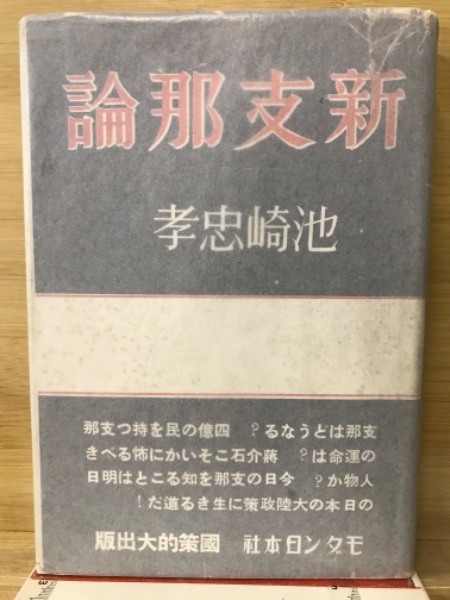 新支那論
池崎忠孝
支那はどうなる? 四億の民を持つ支那
の運命は? 蔣介石こそいかに怖るべき
人物か? 今日の支那を知ることは明日
の日本の大陸政策に生きる道だ!
モダン日本社 國策的大出版